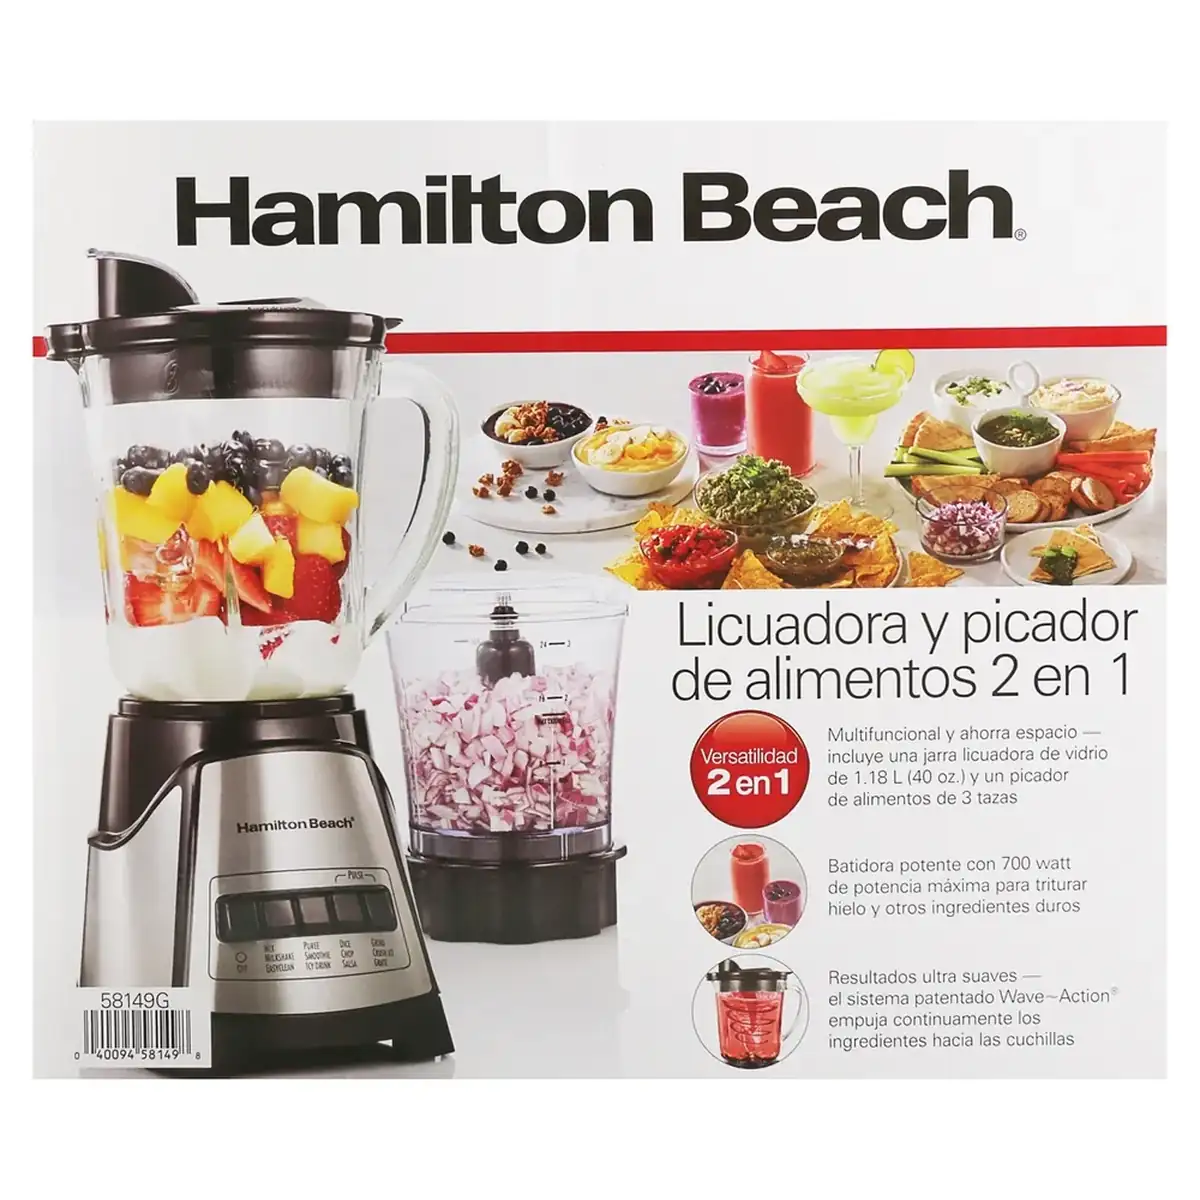 Hamilton Beach®
Licuadora y picador
de alimentos 2 en 1
Versatilidad
2 en 1
Multifuncional y ahorra espacio —
incluye una jarra licuadora de vidrio
de 1.18 L (40 oz.) y un picador
de alimentos de 3 tazas
Batidora potente con 700 watt
de potencia máxima para triturar
hielo y otros ingredientes duros
Resultados ultra suaves —
el sistema patentado Wave~Action®
empuja continuamente los
ingredientes hacia las cuchillas
Hamilton Beach®
PULSE
OFF
MIX
MILKSHAKE
EASYCLEAN
PUREE
SMOOTHIE
ICY DRINK
DICE
CHOP
SALSA
GRIND
GRATE
58149G
0 40094 58149 8